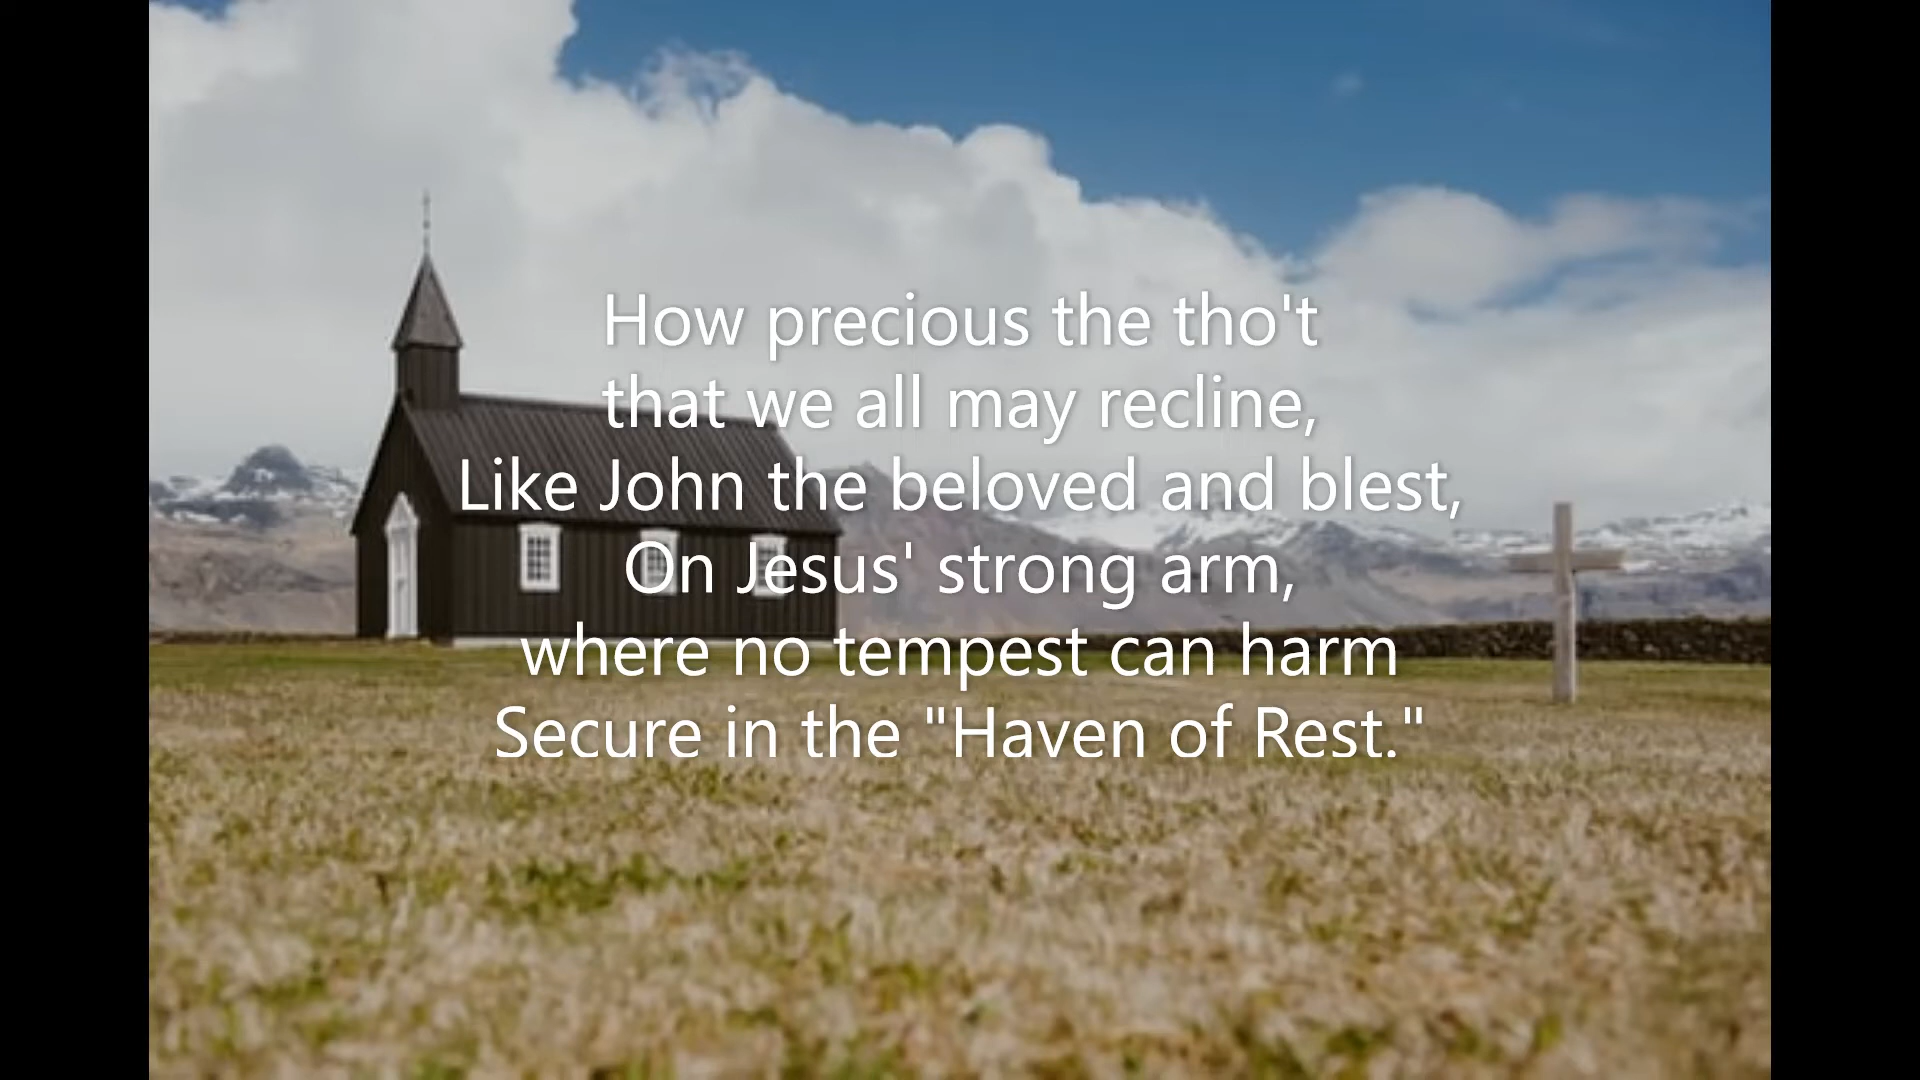 How precious the tho't
that we all may recline,
Like John the beloved and blest,
On Jesus' strong arm,
where no tempest can harm
Secure in the "Haven of Rest."